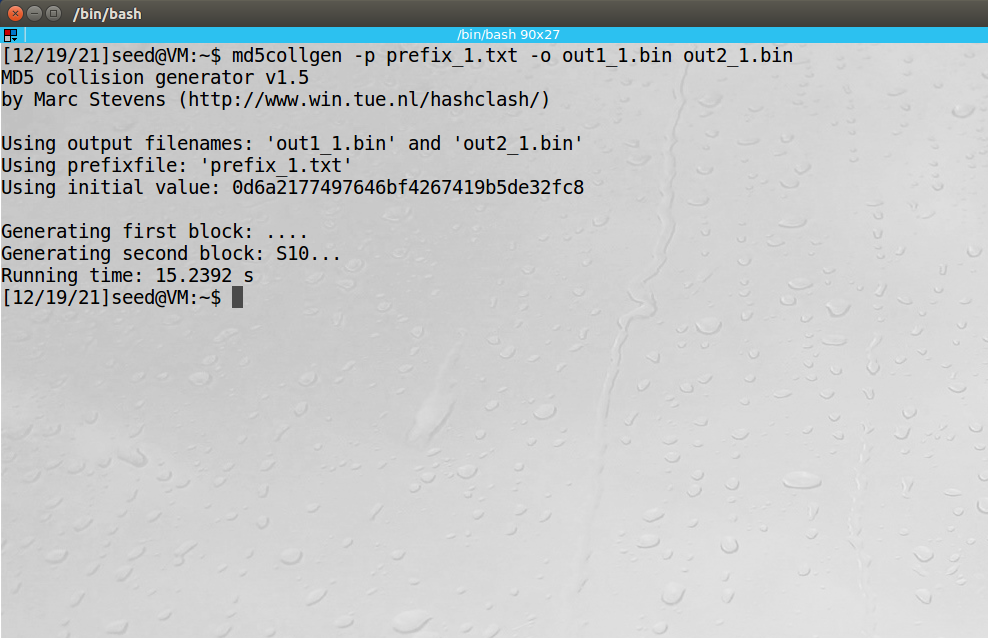 /bin/bash
/bin/bash 90x27
[12/19/21]seed@VM:~$ md5collgen -p prefix_1.txt -o out1_1.bin out2_1.bin
MD5 collision generator v1.5
by Marc Stevens (http://www.win.tue.nl/hashclash/)
Using output filenames: 'out1_1.bin' and 'out2_1.bin'
Using prefixfile: 'prefix_1.txt'
Using initial value: 0d6a2177497646bf4267419b5de32fc8
Generating first block: ....
Generating second block: S10...
Running time: 15.2392 s
[12/19/21]seed@VM:~$